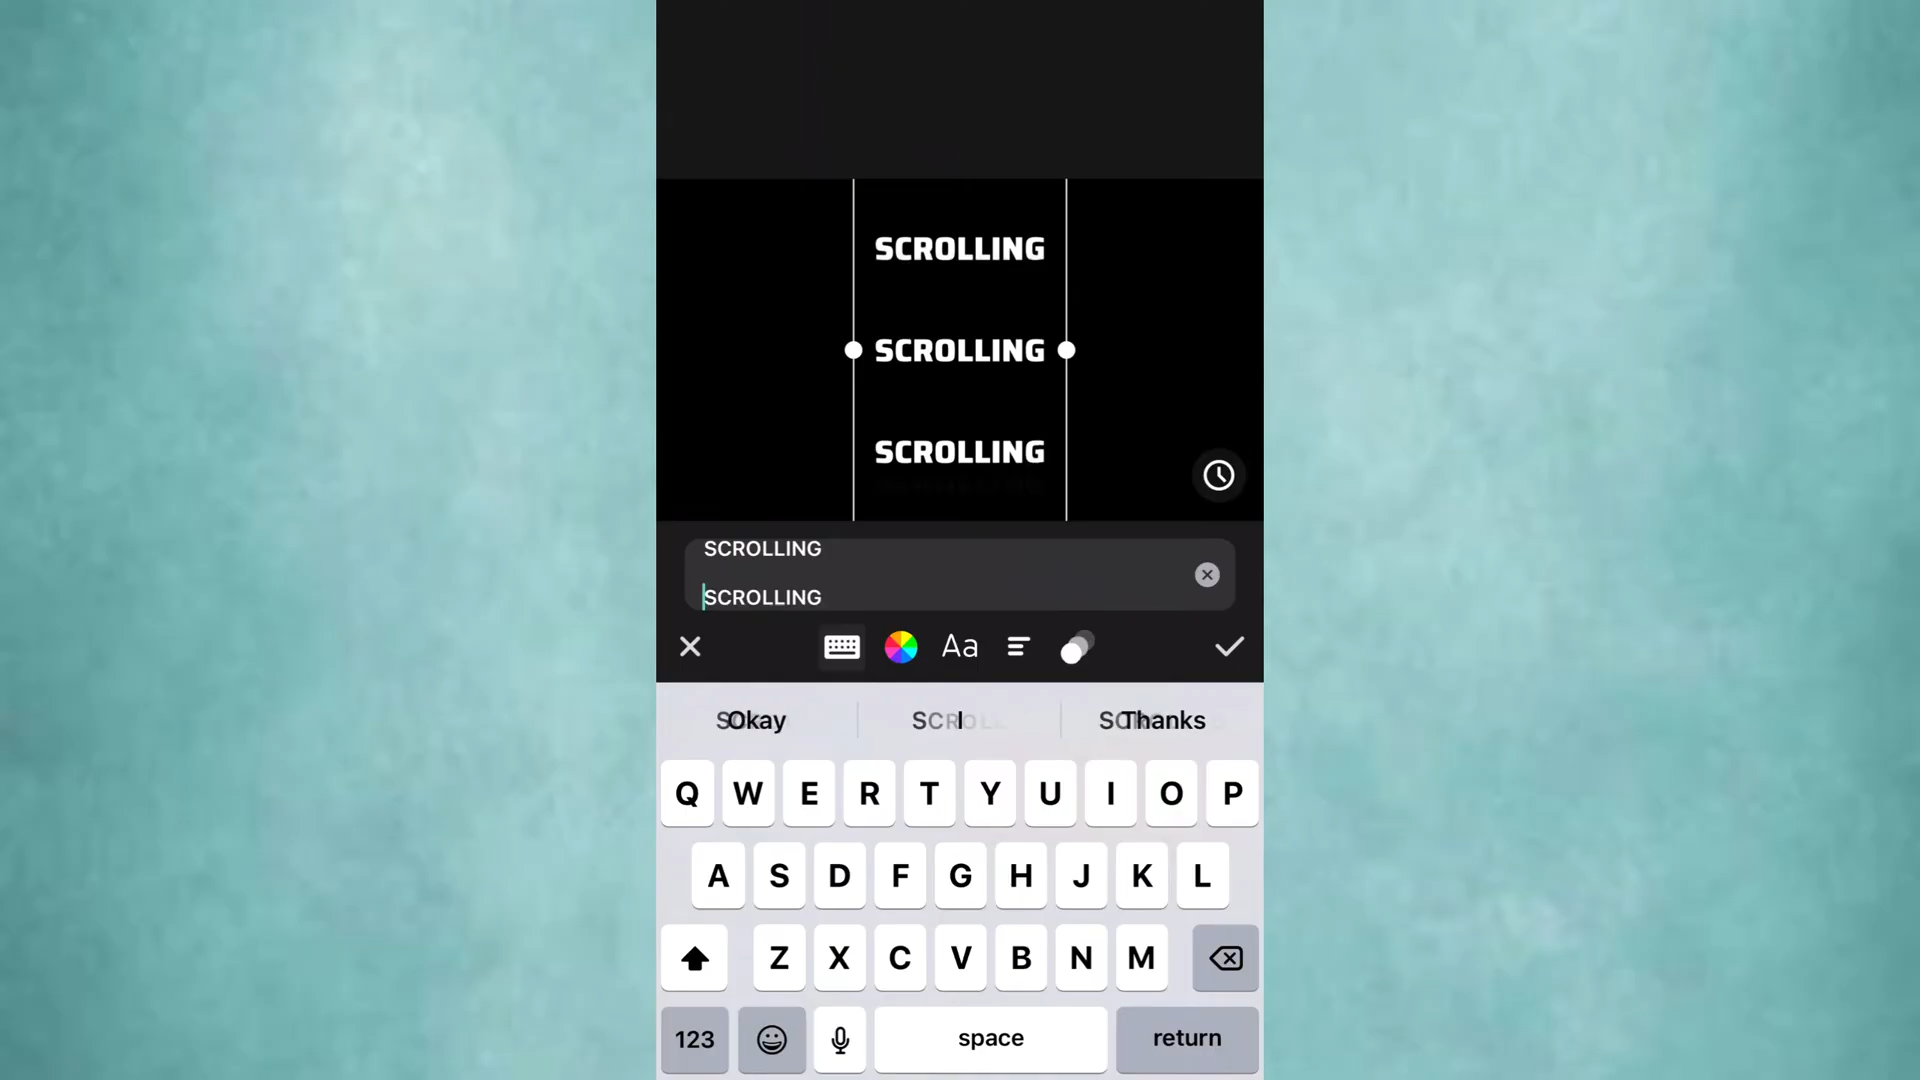 SCROLLING
SCROLLING
SCROLLING
SCROLLING
SCROLLING
Aa
Okay I Thanks
Q W E R T Y U I O P
A S D F G H J K L
Z X C V B N M
123 space return